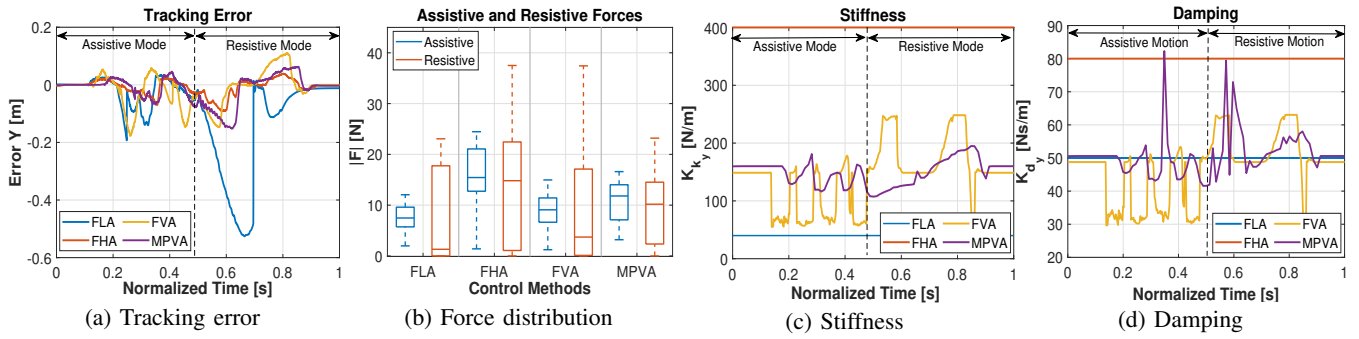 Tracking Error
0.2
0
-0.2
-0.4
-0.6
Error Y [m]
Assistive Mode
Resistive Mode
FLA
FVA
FHA
MPVA
0 0.2 0.4 0.6 0.8 1
Normalized Time [s]
(a) Tracking error
Assistive and Resistive Forces
40
30
20
10
0
|F| [N]
Assistive
Resistive
FLA FHA FVA MPVA
Control Methods
(b) Force distribution
Stiffness
400
300
200
100
0
K_k_y [N/m]
Assistive Mode
Resistive Mode
FLA
FVA
FHA
MPVA
0 0.2 0.4 0.6 0.8 1
Normalized Time [s]
(c) Stiffness
Damping
90
80
70
60
50
40
30
20
K_d_y [Ns/m]
Assistive Motion
Resistive Motion
FLA
FVA
FHA
MPVA
0 0.2 0.4 0.6 0.8 1
Normalized Time [s]
(d) Damping